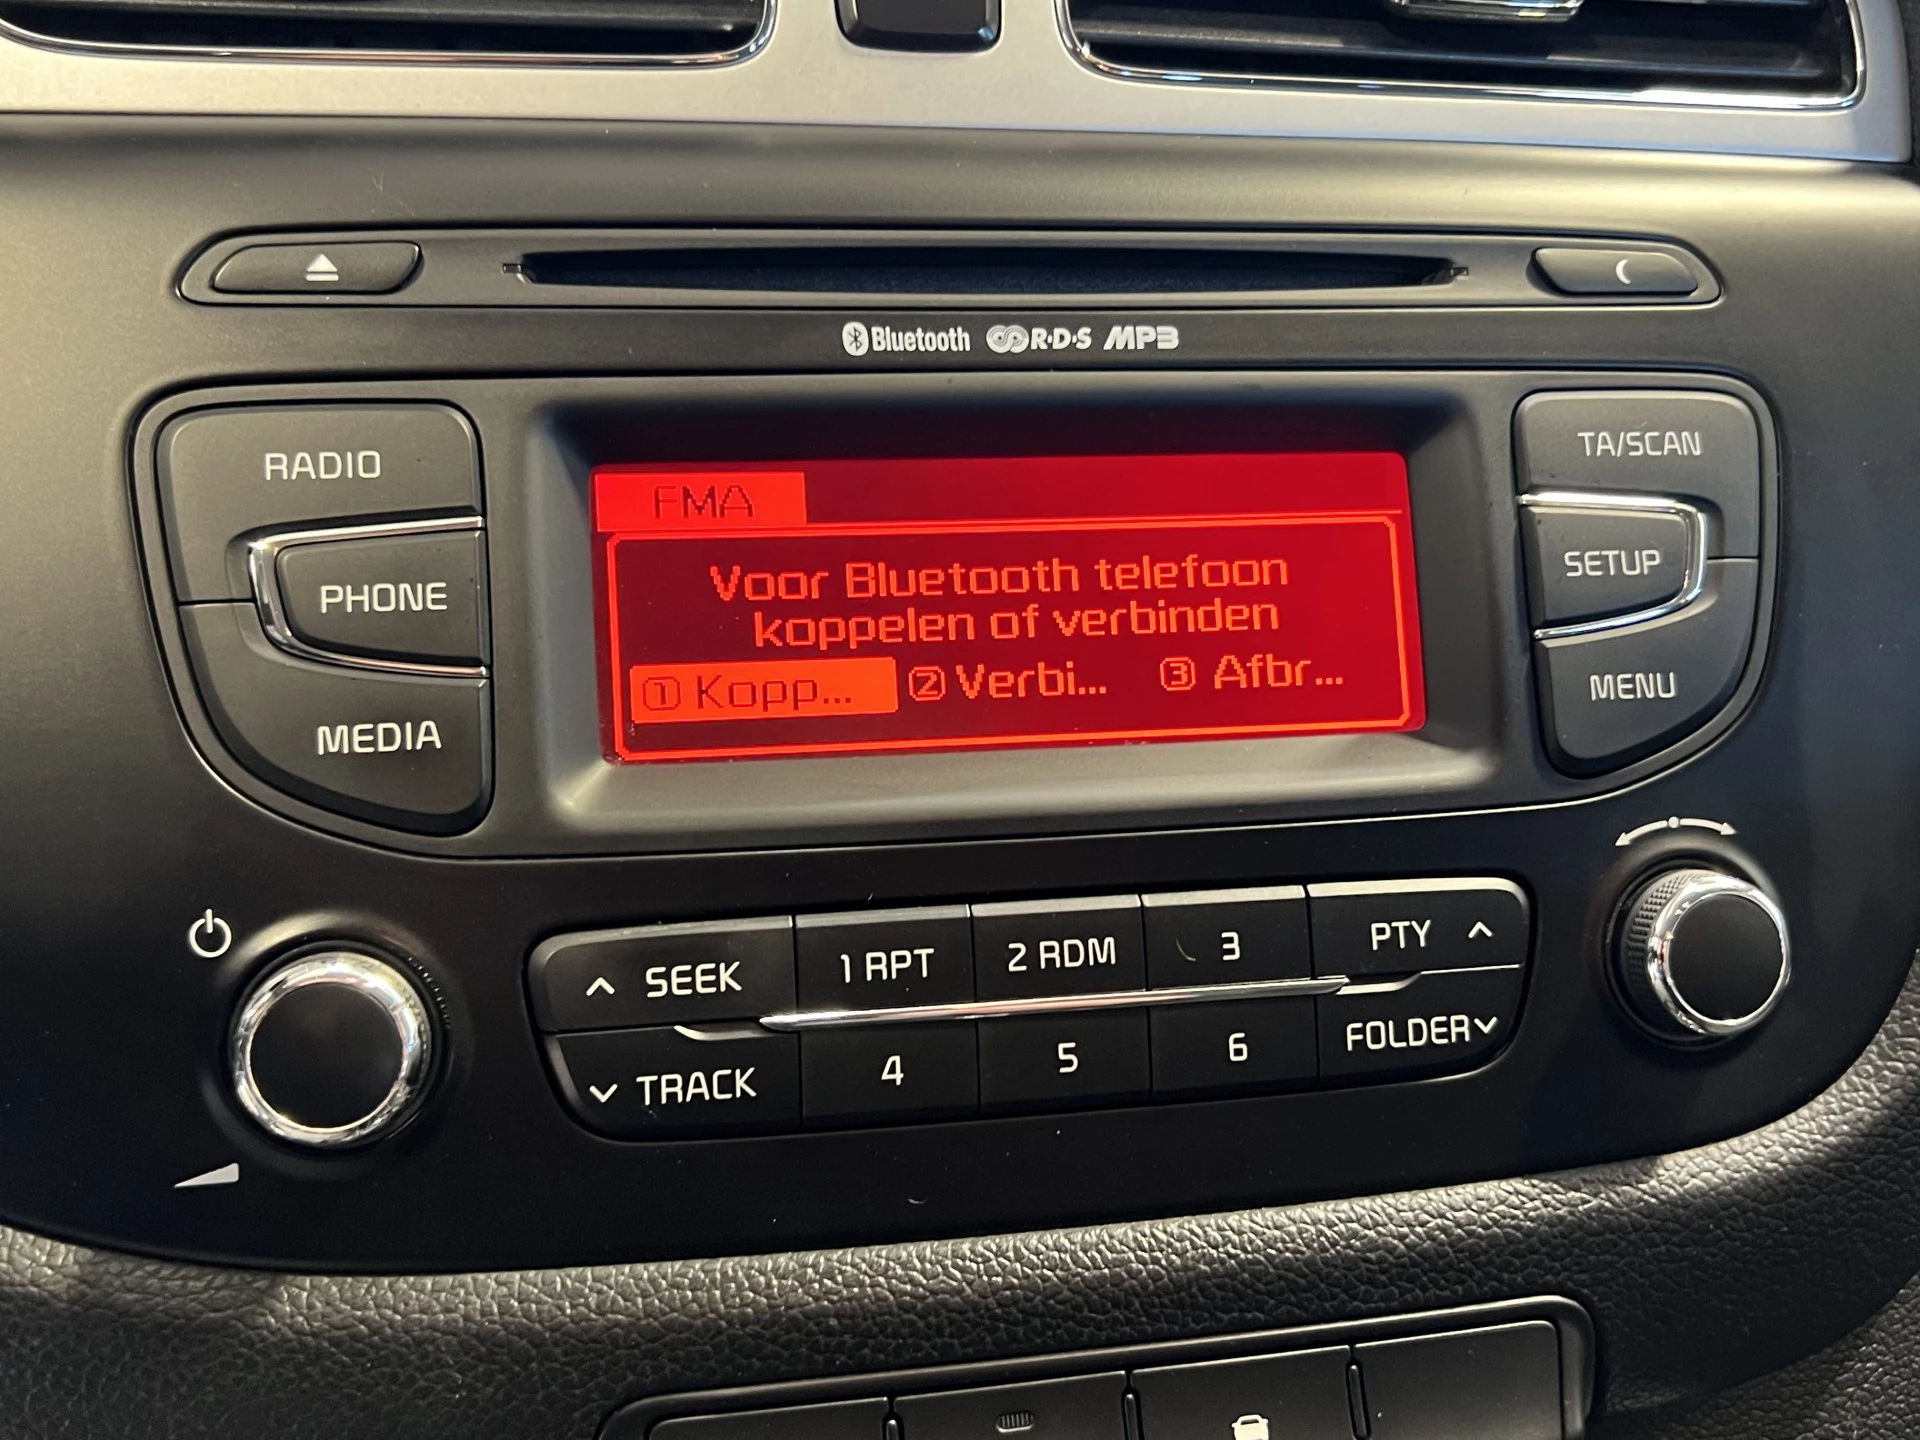 Bluetooth R·D·S MP3
RADIO
PHONE
MEDIA
FMA
Voor Bluetooth telefoon
koppelen of verbinden
1 Kopp... 2 Verbi... 3 Afbr...
TA/SCAN
SETUP
MENU
SEEK 1 RPT 2 RDM 3 PTY
TRACK 4 5 6 FOLDER